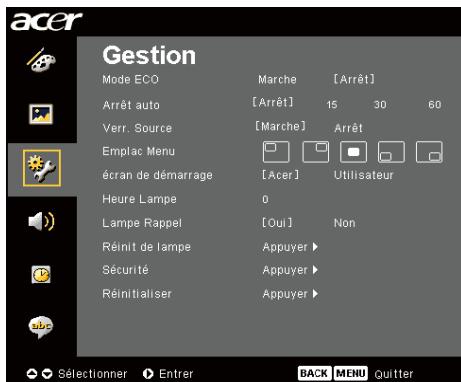 acer
Gestion
Mode ECO Marche [Arrêt]
Arrêt auto [Arrêt] 15 30 60
Verr. Source [Marche] Arrêt
Emplac Menu
écran de démarrage [Acer] Utilisateur
Heure Lampe 0
Lampe Rappel [Oui] Non
Réinit de lampe Appuyer
Sécurité Appuyer
Réinitialiser Appuyer
abc
Sélectionner Entrer BACK MENU Quitter